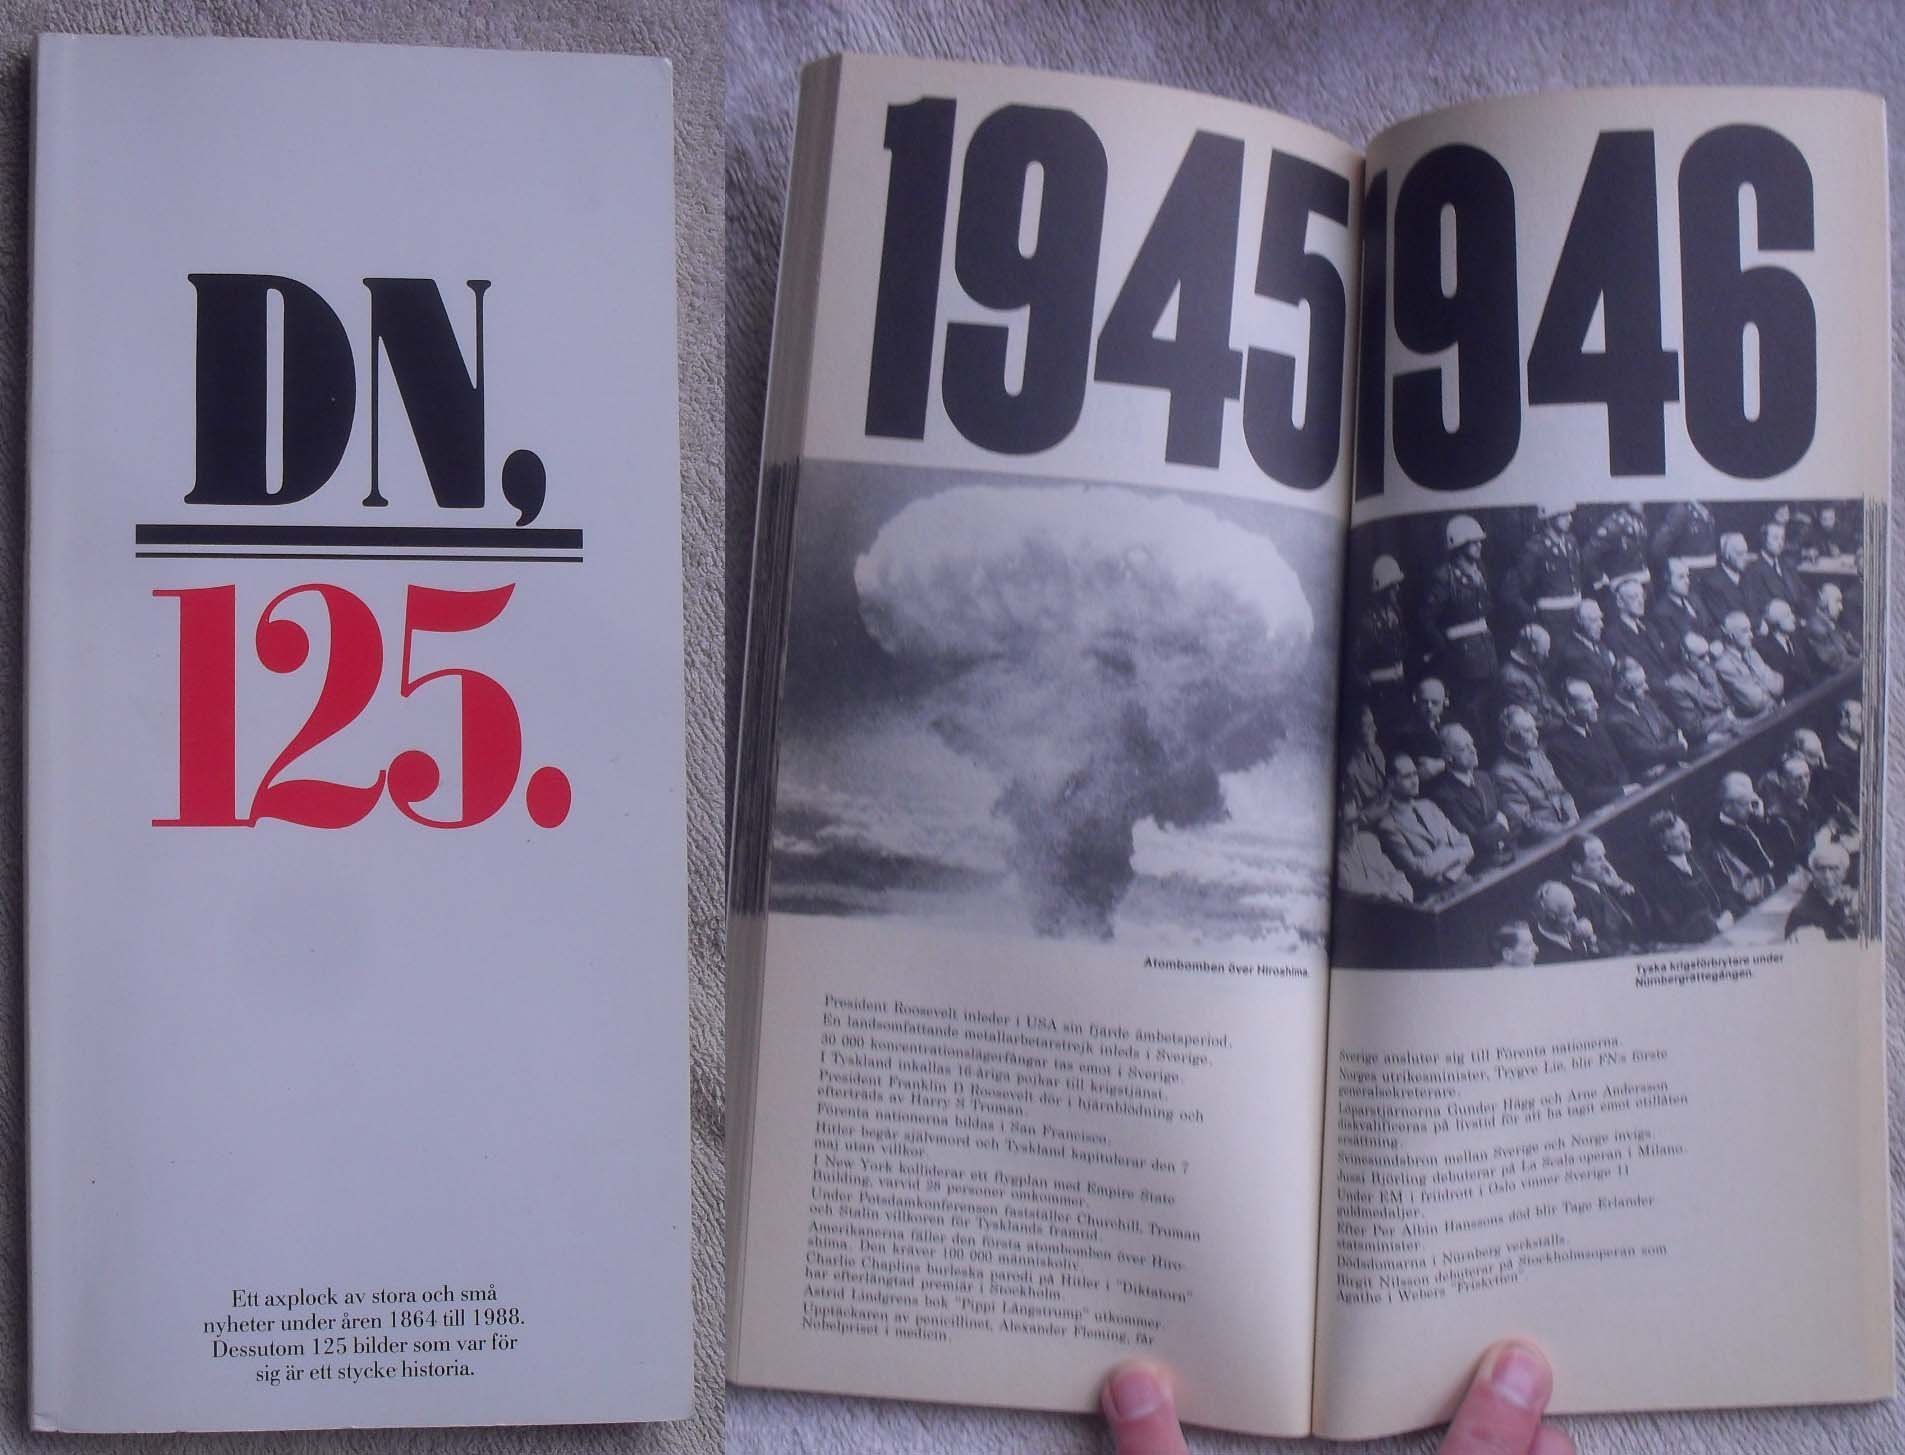 DN,
125.
Ett axplock av stora och små
nyheter under åren 1864 till 1988.
Dessutom 125 bilder som var för
sig är ett stycke historia.
1945
Atombomben över Hiroshima.
President Roosevelt inleder i USA sin fjärde ämbetsperiod.
En landsomfattande metallarbetarstrejk inleds i Sverige.
30 000 koncentrationslägerfångar tas emot i Sverige.
I Tyskland inkallas 16-åriga pojkar till krigstjänst.
President Franklin D Roosevelt dör i hjärnblödning och
efterträds av Harry S Truman.
Förenta nationerna bildas i San Francisco.
Hitler begår självmord och Tyskland kapitulerar den 7
maj utan villkor.
I New York kolliderar ett flygplan med Empire State
Building, varvid 28 personer omkommer.
Under Potsdamkonferensen fastställer Churchill, Truman
och Stalin villkoren för Tysklands framtid.
Amerikanerna fäller den första atombomben över Hiro-
shima. Den kräver 100 000 människoliv.
Charlie Chaplins burleska parodi på Hitler i "Diktatorn"
har efterlängtad premiär i Stockholm.
Astrid Lindgrens bok "Pippi Långstrump" utkommer.
Upptäckaren av penicillinet, Alexander Fleming, får
Nobelpriset i medicin.
1946
Tyska krigsförbrytare under
Nürnbergrättegången.
Sverige ansluter sig till Förenta nationerna.
Norges utrikesminister, Trygve Lie, blir FN:s förste
generalsekreterare.
Löparstjärnorna Gunder Hägg och Arne Andersson
diskvalificeras på livstid för att ha tagit emot otillåten
ersättning.
Svinesundsbron mellan Sverige och Norge invigs.
Jussi Björling debuterar på La Scala-operan i Milano.
Under EM i friidrott i Oslo vinner Sverige 11
guldmedaljer.
Efter Per Albin Hanssons död blir Tage Erlander
statsminister.
Dödsdomarna i Nürnberg verkställs.
Birgit Nilsson debuterar på Stockholmsoperan som
Agathe i Webers "Friskytten".